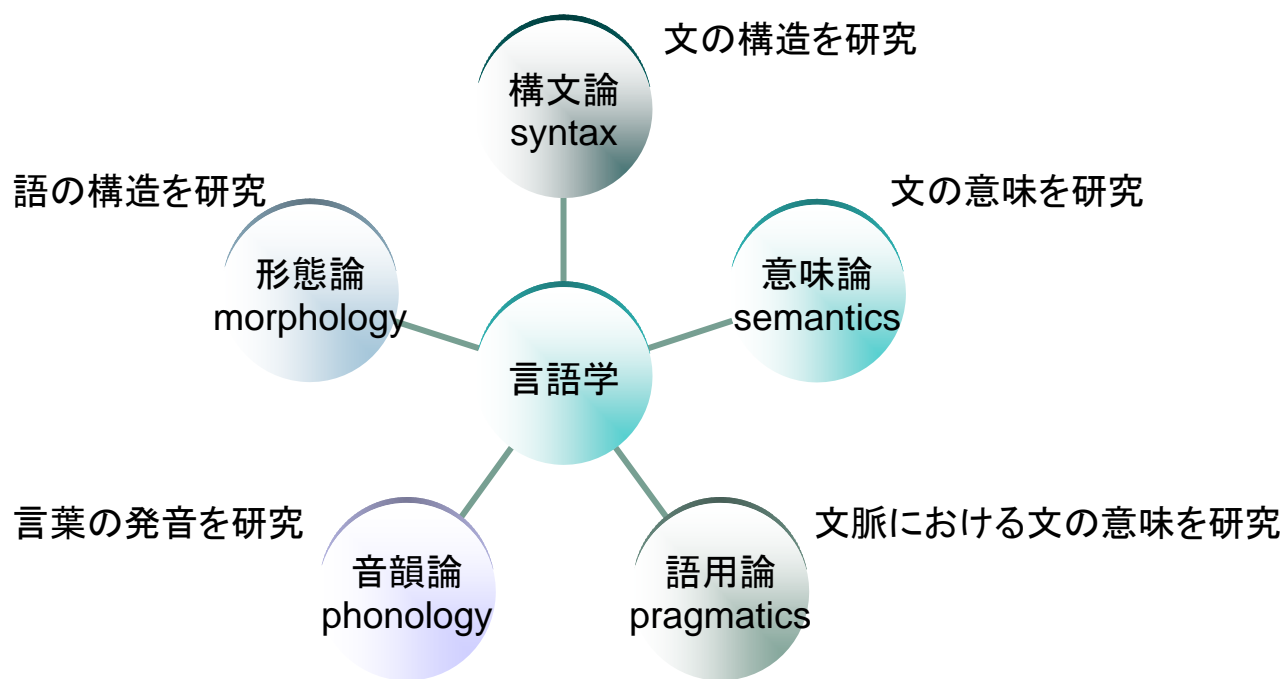 文の構造を研究
構文論
syntax
語の構造を研究
文の意味を研究
形態論
morphology
意味論
semantics
言語学
言葉の発音を研究
文脈における文の意味を研究
音韻論
phonology
語用論
pragmatics